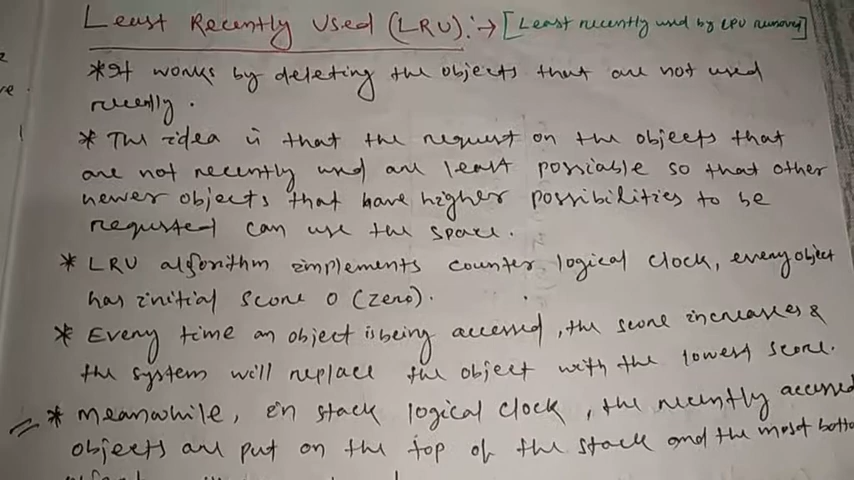 Least Recently Used (LRU) :→ [Least recently used by CPU removes]
*It works by deleting the objects that are not used
recently.
* The idea is that the request on the objects that
are not recently used are least possiable so that other
newer objects that have higher possibilities to be
requested can use the space.
* LRU algorithm implements counter logical clock, every object
has initial score 0 (zero).
* Every time an object is being accessed, the score increases &
the system will replace the object with the lowest score.
* Meanwhile, in stack logical clock, the recently accessed
objects are put on the top of the stack and the most botto